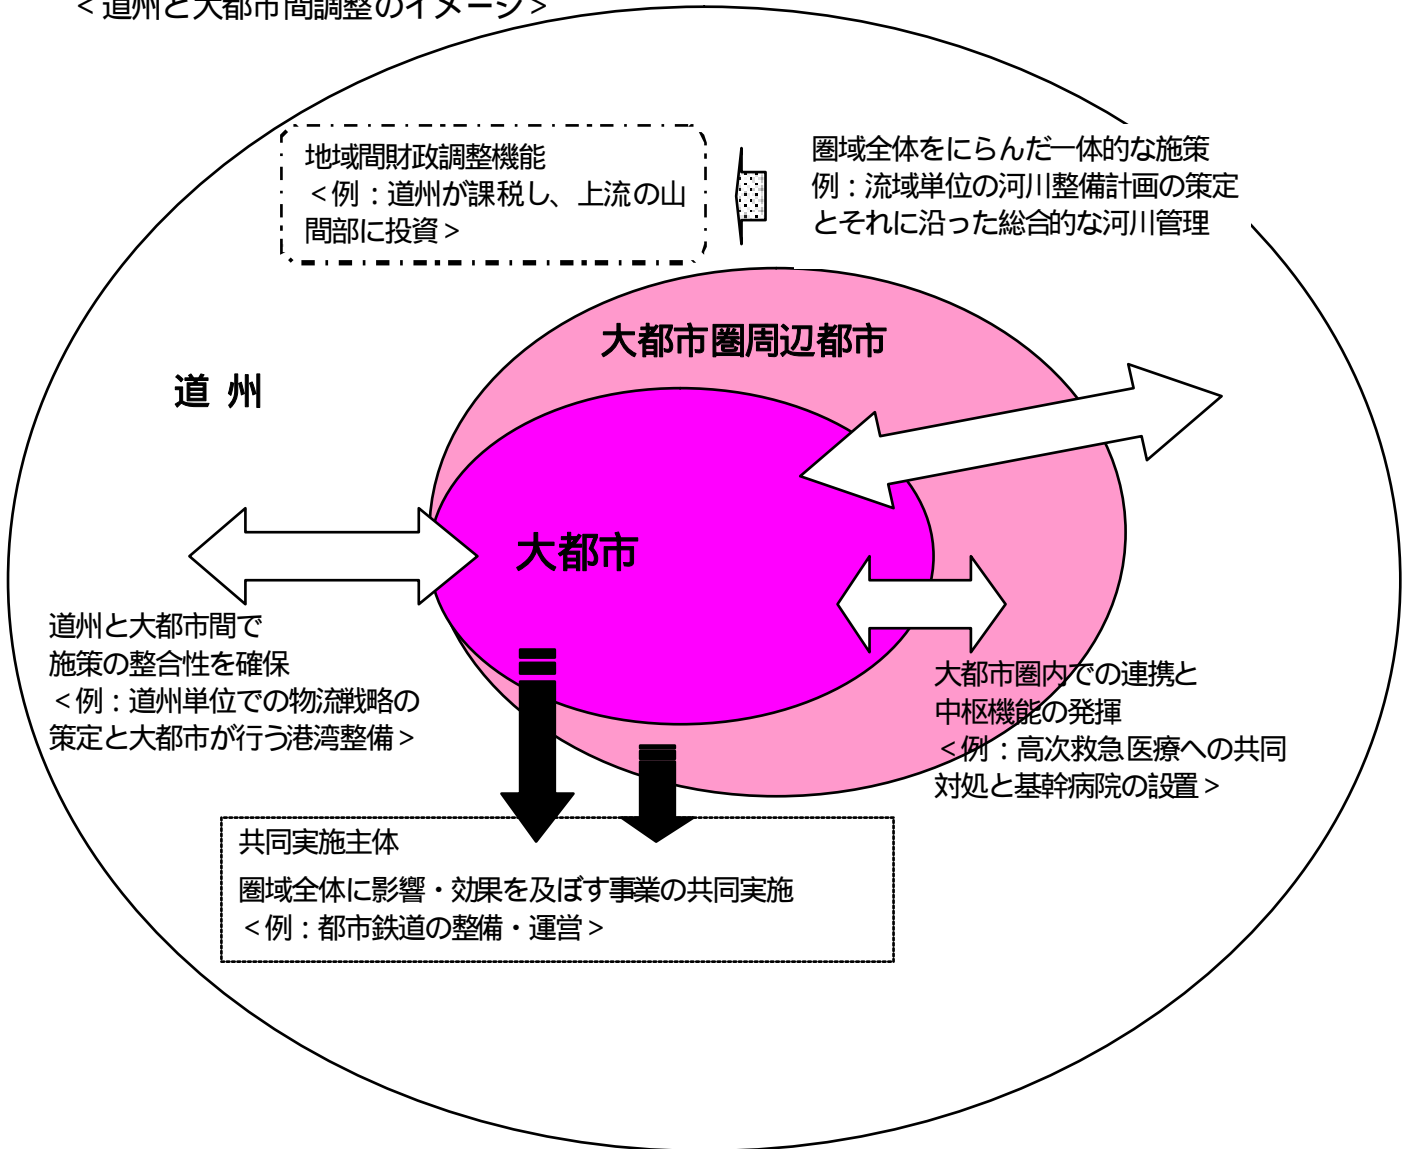 ＜道州と大都市間調整のイメージ＞
地域間財政調整機能
＜例：道州が課税し、上流の山
間部に投資＞
圏域全体をにらんだ一体的な施策
例：流域単位の河川整備計画の策定
とそれに沿った総合的な河川管理
大都市圏周辺都市
道 州
大都市
道州と大都市間で
施策の整合性を確保
＜例：道州単位での物流戦略の
策定と大都市が行う港湾整備＞
大都市圏内での連携と
中枢機能の発揮
＜例：高次救急医療への共同
対処と基幹病院の設置＞
共同実施主体
圏域全体に影響・効果を及ぼす事業の共同実施
＜例：都市鉄道の整備・運営＞